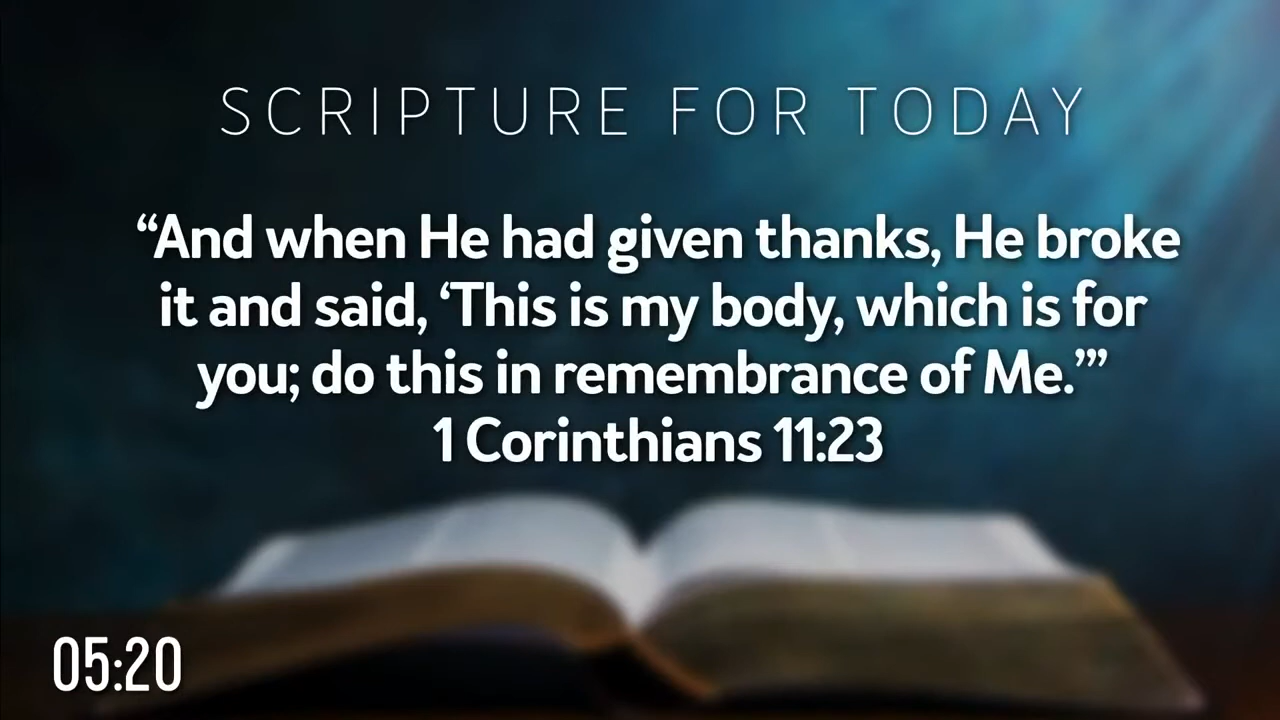 SCRIPTURE FOR TODAY
“And when He had given thanks, He broke
it and said, ‘This is my body, which is for
you; do this in remembrance of Me.’”
1 Corinthians 11:23
05:20